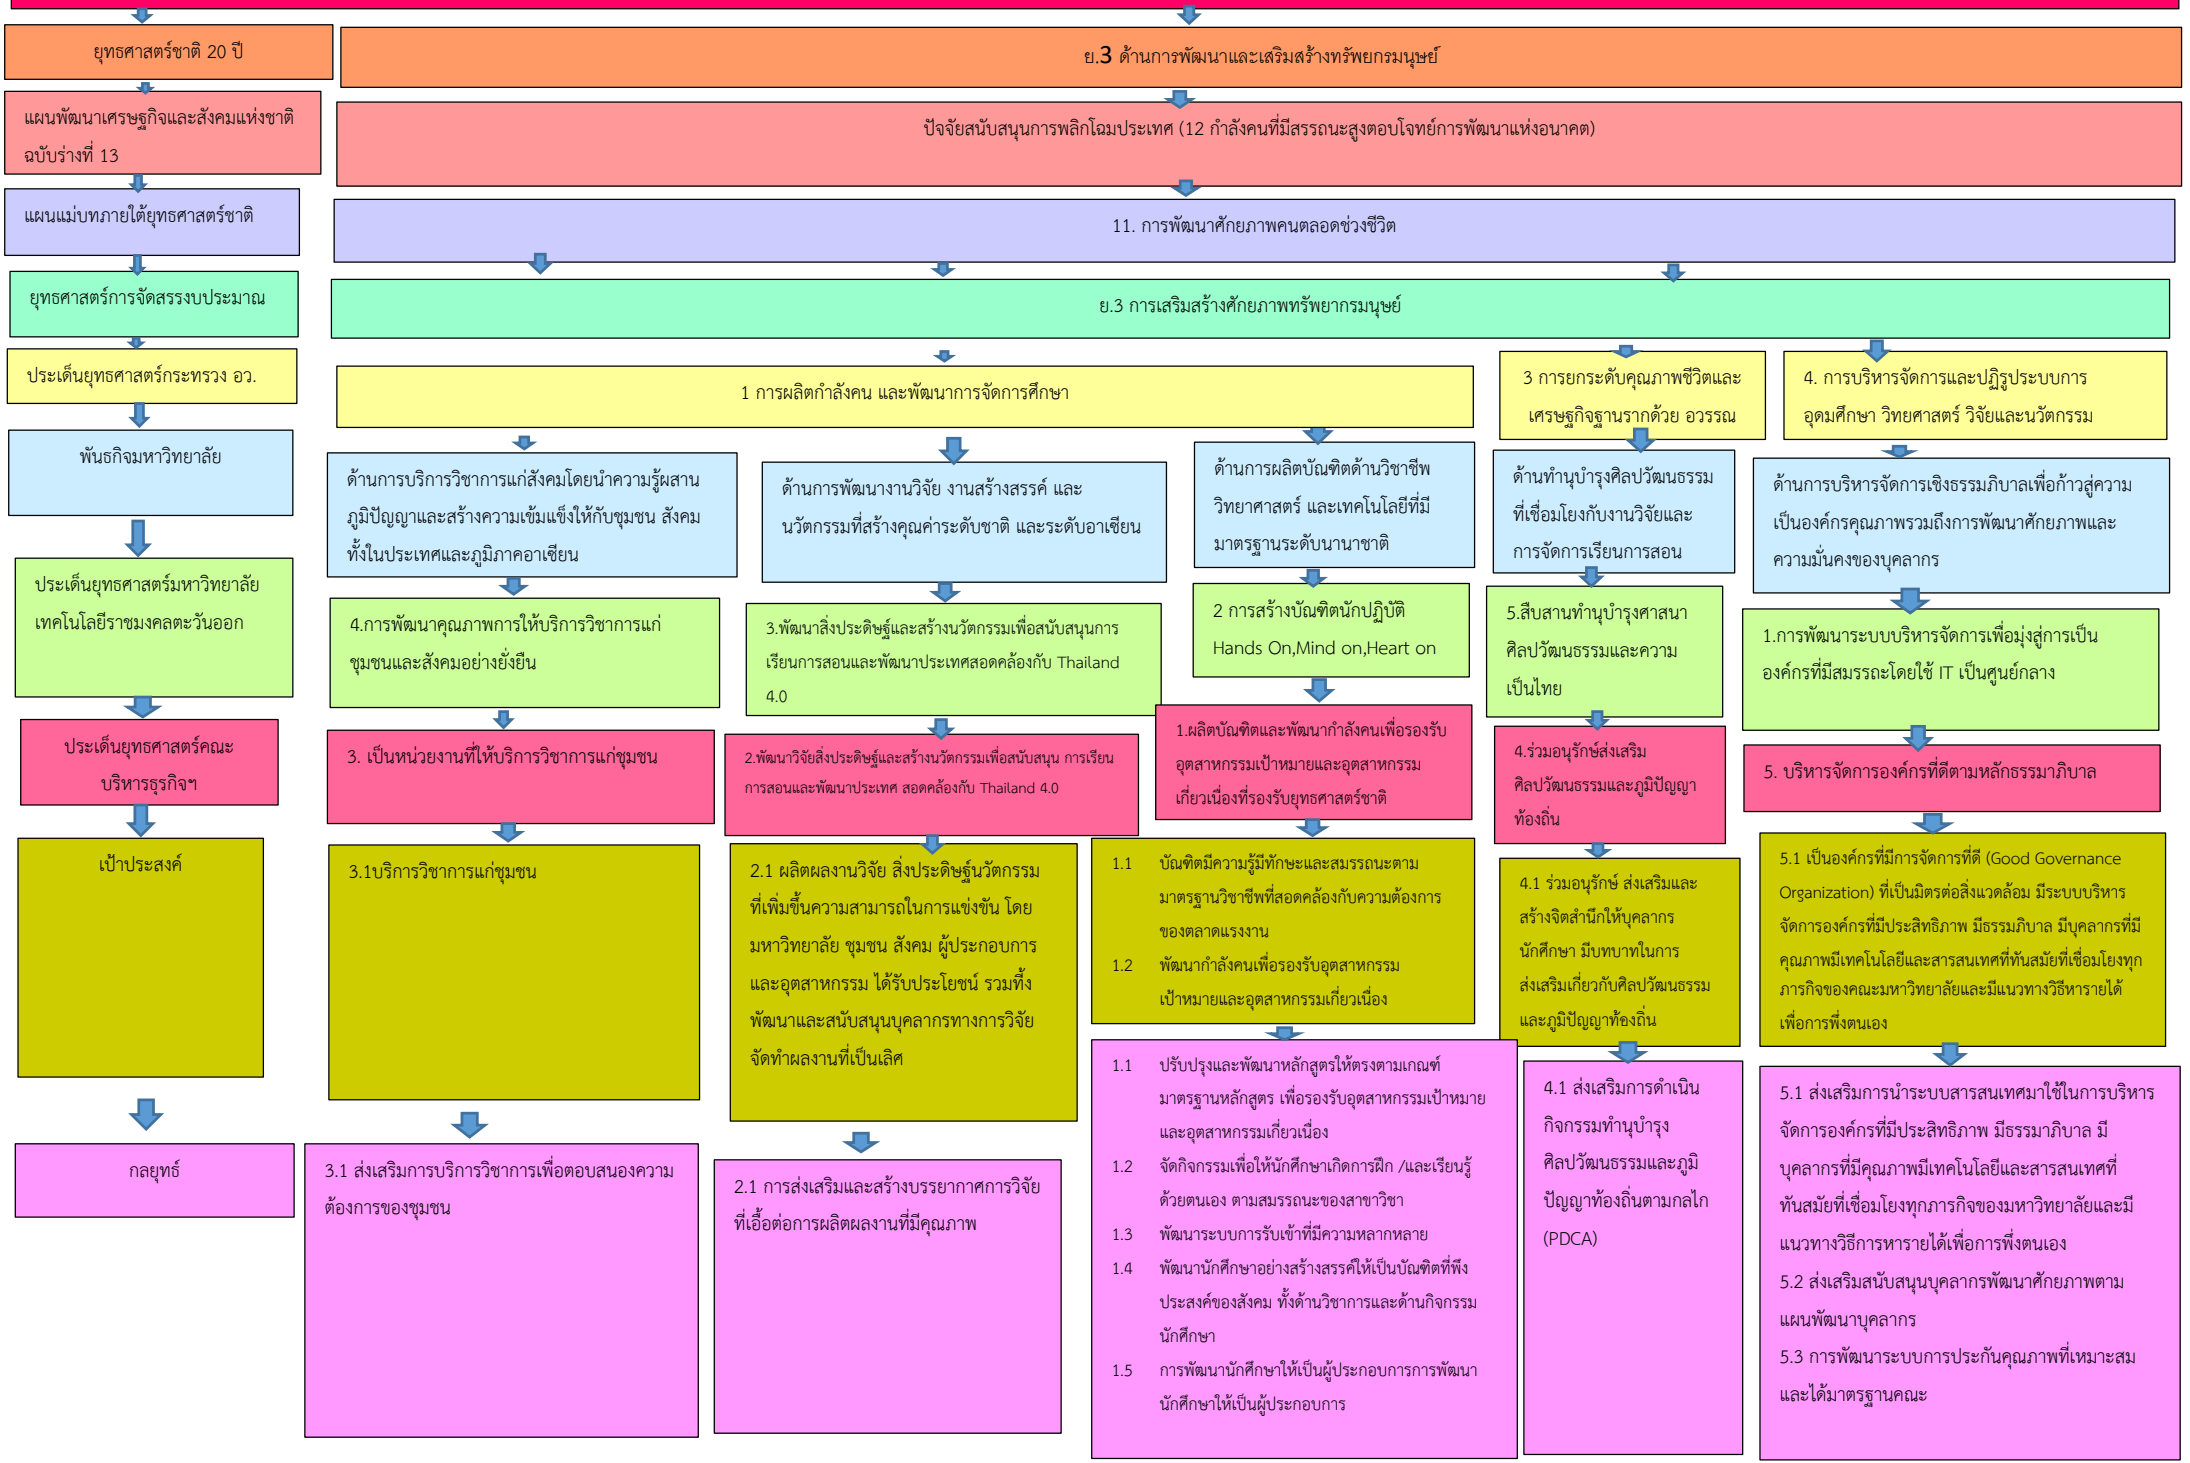 ยุทธศาสตร์ชาติ 20 ปี
ย.3 ด้านการพัฒนาและเสริมสร้างทรัพยกรมนุษย์
แผนพัฒนาเศรษฐกิจและสังคมแห่งชาติ
ฉบับร่างที่ 13
ปัจจัยสนับสนุนการพลิกโฉมประเทศ (12 กำลังคนที่มีสรรถนะสูงตอบโจทย์การพัฒนาแห่งอนาคต)
แผนแม่บทภายใต้ยุทธศาสตร์ชาติ
11. การพัฒนาศักยภาพคนตลอดช่วงชีวิต
ยุทธศาสตร์การจัดสรรงบประมาณ
ย.3 การเสริมสร้างศักยภาพทรัพยากรมนุษย์
ประเด็นยุทธศาสตร์กระทรวง อว.
1 การผลิตกำลังคน และพัฒนาการจัดการศึกษา
3 การยกระดับคุณภาพชีวิตและ
เศรษฐกิจฐานรากด้วย อวรรณ
4. การบริหารจัดการและปฏิรูประบบการ
อุดมศึกษา วิทยศาสตร์ วิจัยและนวัตกรรม
พันธกิจมหาวิทยาลัย
ด้านการบริการวิชาการแก่สังคมโดยนำความรู้ผสาน
ภูมิปัญญาและสร้างความเข้มแข็งให้กับชุมชน สังคม
ทั้งในประเทศและภูมิภาคอาเซียน
ด้านการพัฒนางานวิจัย งานสร้างสรรค์ และ
นวัตกรรมที่สร้างคุณค่าระดับชาติ และระดับอาเซียน
ด้านการผลิตบัณฑิตด้านวิชาชีพ
วิทยาศาสตร์ และเทคโนโลยีที่มี
มาตรฐานระดับนานาชาติ
ด้านทำนุบำรุงศิลปวัฒนธรรม
ที่เชื่อมโยงกับงานวิจัยและ
การจัดการเรียนการสอน
ด้านการบริหารจัดการเชิงธรรมภิบาลเพื่อก้าวสู่ความ
เป็นองค์กรคุณภาพรวมถึงการพัฒนาศักยภาพและ
ความมั่นคงของบุคลากร
ประเด็นยุทธศาสตร์มหาวิทยาลัย
เทคโนโลยีราชมงคลตะวันออก
4.การพัฒนาคุณภาพการให้บริการวิชาการแก่
ชุมชนและสังคมอย่างยั่งยืน
3.พัฒนาสิ่งประดิษฐ์และสร้างนวัตกรรมเพื่อสนับสนุนการ
เรียนการสอนและพัฒนาประเทศสอดคล้องกับ Thailand
4.0
2 การสร้างบัณฑิตนักปฏิบัติ
Hands On,Mind on,Heart on
5.สืบสานทำนุบำรุงศาสนา
ศิลปวัฒนธรรมและความ
เป็นไทย
1.การพัฒนาระบบบริหารจัดการเพื่อมุ่งสู่การเป็น
องค์กรที่มีสมรรถะโดยใช้ IT เป็นศูนย์กลาง
ประเด็นยุทธศาสตร์คณะ
บริหารธุรกิจฯ
3. เป็นหน่วยงานที่ให้บริการวิชาการแก่ชุมชน
2.พัฒนาวิจัยสิ่งประดิษฐ์และสร้างนวัตกรรมเพื่อสนับสนุน การเรียน
การสอนและพัฒนาประเทศ สอดคล้องกับ Thailand 4.0
1.ผลิตบัณฑิตและพัฒนากำลังคนเพื่อรองรับ
อุตสาหกรรมเป้าหมายและอุตสาหกรรม
เกี่ยวเนื่องที่รองรับยุทธศาสตร์ชาติ
4.ร่วมอนุรักษ์ส่งเสริม
ศิลปวัฒนธรรมและภูมิปัญญา
ท้องถิ่น
5. บริหารจัดการองค์กรที่ดีตามหลักธรรมาภิบาล
เป้าประสงค์
3.1บริการวิชาการแก่ชุมชน
2.1 ผลิตผลงานวิจัย สิ่งประดิษฐ์นวัตกรรม
ที่เพิ่มขึ้นความสามารถในการแข่งขัน โดย
มหาวิทยาลัย ชุมชน สังคม ผู้ประกอบการ
และอุตสาหกรรม ได้รับประโยชน์ รวมทั้ง
พัฒนาและสนับสนุนบุคลากรทางการวิจัย
จัดทำผลงานที่เป็นเลิศ
1.1 บัณฑิตมีความรู้มีทักษะและสมรรถนะตาม
มาตรฐานวิชาชีพที่สอดคล้องกับความต้องการ
ของตลาดแรงงาน
1.2 พัฒนากำลังคนเพื่อรองรับอุตสาหกรรม
เป้าหมายและอุตสาหกรรมเกี่ยวเนื่อง
4.1 ร่วมอนุรักษ์ ส่งเสริมและ
สร้างจิตสำนึกให้บุคลากร
นักศึกษา มีบทบาทในการ
ส่งเสริมเกี่ยวกับศิลปวัฒนธรรม
และภูมิปัญญาท้องถิ่น
5.1 เป็นองค์กรที่มีการจัดการที่ดี (Good Governance
Organization) ที่เป็นมิตรต่อสิ่งแวดล้อม มีระบบบริหาร
จัดการองค์กรที่มีประสิทธิภาพ มีธรรมภิบาล มีบุคลากรที่มี
คุณภาพมีเทคโนโลยีและสารสนเทศที่ทันสมัยที่เชื่อมโยงทุก
ภารกิจของคณะมหาวิทยาลัยและมีแนวทางวิธีหารายได้
เพื่อการพึ่งตนเอง
กลยุทธ์
3.1 ส่งเสริมการบริการวิชาการเพื่อตอบสนองความ
ต้องการของชุมชน
2.1 การส่งเสริมและสร้างบรรยากาศการวิจัย
ที่เอื้อต่อการผลิตผลงานที่มีคุณภาพ
1.1 ปรับปรุงและพัฒนาหลักสูตรให้ตรงตามเกณฑ์
มาตรฐานหลักสูตร เพื่อรองรับอุตสาหกรรมเป้าหมาย
และอุตสาหกรรมเกี่ยวเนื่อง
1.2 จัดกิจกรรมเพื่อให้นักศึกษาเกิดการฝึก /และเรียนรู้
ด้วยตนเอง ตามสมรรถนะของสาขาวิชา
1.3 พัฒนาระบบการรับเข้าที่มีความหลากหลาย
1.4 พัฒนานักศึกษาอย่างสร้างสรรค์ให้เป็นบัณฑิตที่พึง
ประสงค์ของสังคม ทั้งด้านวิชาการและด้านกิจกรรม
นักศึกษา
1.5 การพัฒนานักศึกษาให้เป็นผู้ประกอบการการพัฒนา
นักศึกษาให้เป็นผู้ประกอบการ
4.1 ส่งเสริมการดำเนิน
กิจกรรมทำนุบำรุง
ศิลปวัฒนธรรมและภูมิ
ปัญญาท้องถิ่นตามกลไก
(PDCA)
5.1 ส่งเสริมการนำระบบสารสนเทศมาใช้ในการบริหาร
จัดการองค์กรที่มีประสิทธิภาพ มีธรรมาภิบาล มี
บุคลากรที่มีคุณภาพมีเทคโนโลยีและสารสนเทศที่
ทันสมัยที่เชื่อมโยงทุกภารกิจของมหาวิทยาลัยและมี
แนวทางวิธีการหารายได้เพื่อการพึ่งตนเอง
5.2 ส่งเสริมสนับสนุนบุคลากรพัฒนาศักยภาพตาม
แผนพัฒนาบุคลากร
5.3 การพัฒนาระบบการประกันคุณภาพที่เหมาะสม
และได้มาตรฐานคณะ